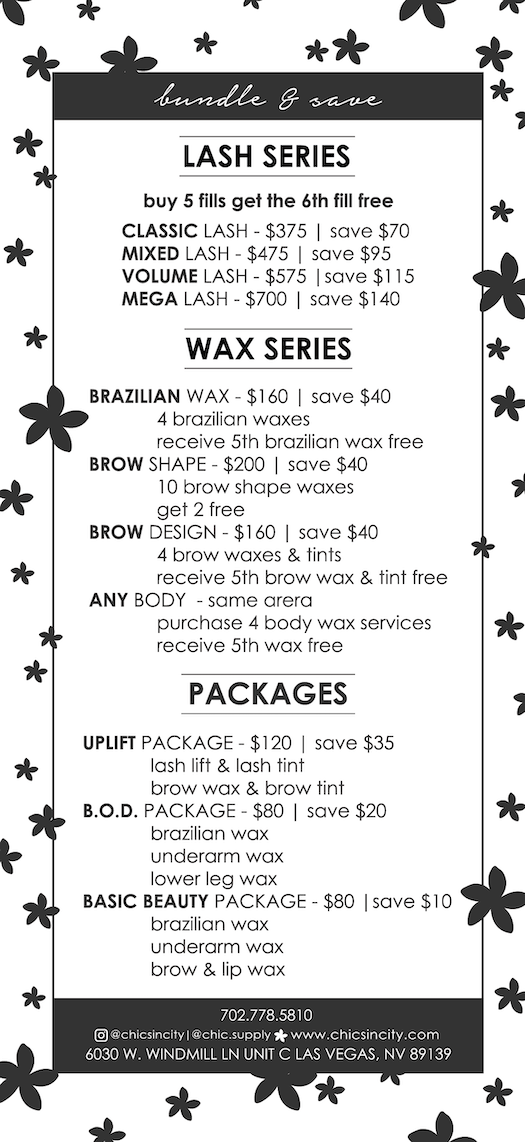 bundle & save
LASH SERIES
buy 5 fills get the 6th fill free
CLASSIC LASH - $375 | save $70
MIXED LASH - $475 | save $95
VOLUME LASH - $575 |save $115
MEGA LASH - $700 | save $140
WAX SERIES
BRAZILIAN WAX - $160 | save $40
4 brazilian waxes
receive 5th brazilian wax free
BROW SHAPE - $200 | save $40
10 brow shape waxes
get 2 free
BROW DESIGN - $160 | save $40
4 brow waxes & tints
receive 5th brow wax & tint free
ANY BODY - same arera
purchase 4 body wax services
receive 5th wax free
PACKAGES
UPLIFT PACKAGE - $120 | save $35
lash lift & lash tint
brow wax & brow tint
B.O.D. PACKAGE - $80 | save $20
brazilian wax
underarm wax
lower leg wax
BASIC BEAUTY PACKAGE - $80 |save $10
brazilian wax
underarm wax
brow & lip wax
702.778.5810
@chicsincity|@chic.supply www.chicsincity.com
6030 W. WINDMILL LN UNIT C LAS VEGAS, NV 89139